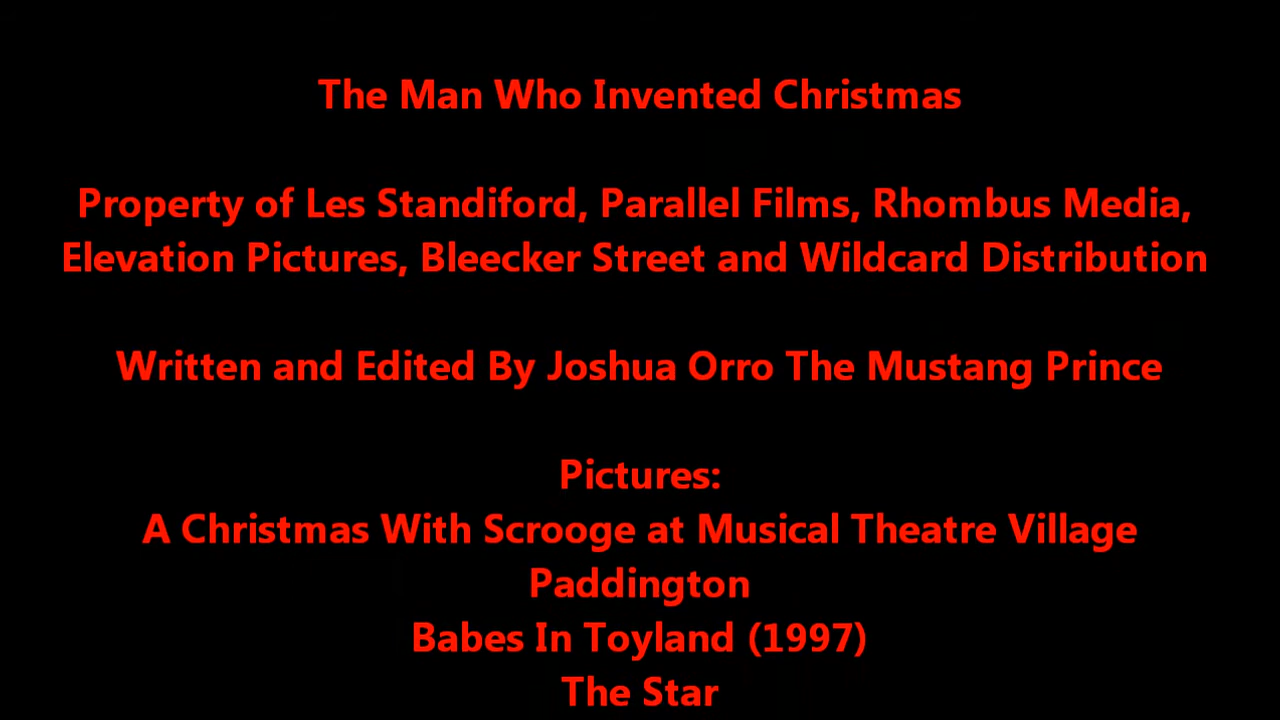 The Man Who Invented Christmas
Property of Les Standiford, Parallel Films, Rhombus Media,
Elevation Pictures, Bleecker Street and Wildcard Distribution
Written and Edited By Joshua Orro The Mustang Prince
Pictures:
A Christmas With Scrooge at Musical Theatre Village
Paddington
Babes In Toyland (1997)
The Star